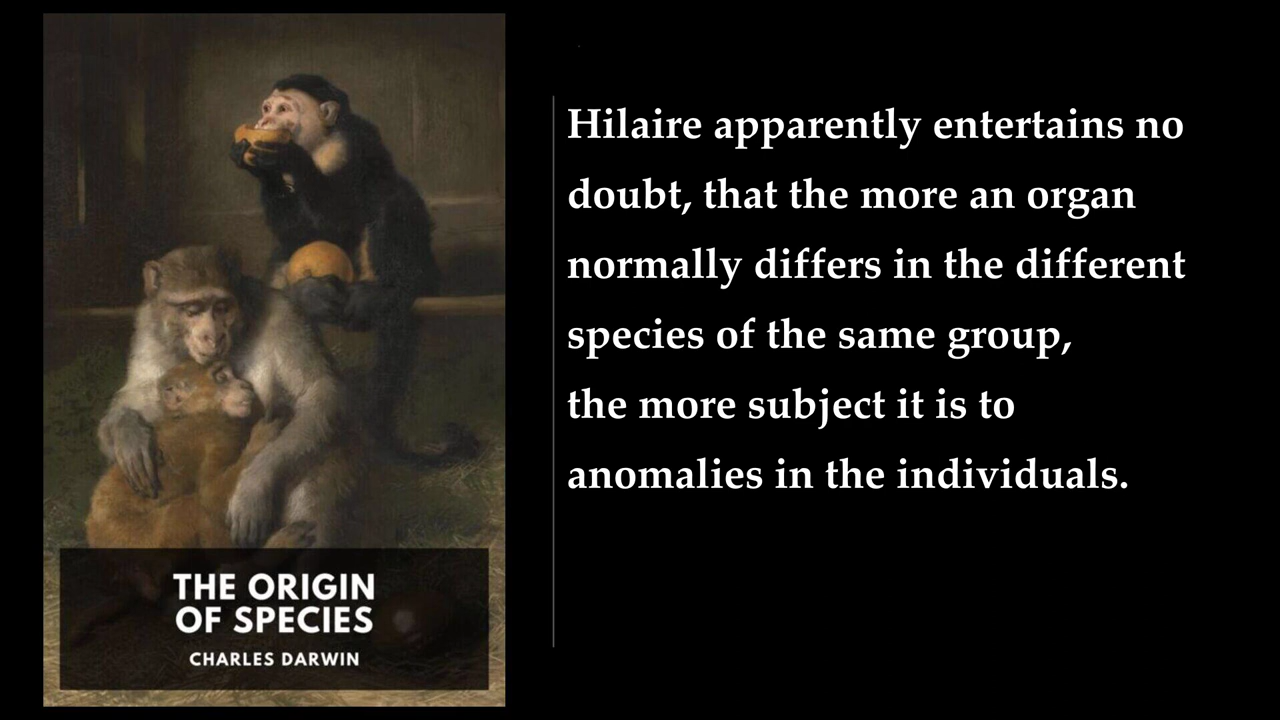 Hilaire apparently entertains no
doubt, that the more an organ
normally differs in the different
species of the same group,
the more subject it is to
anomalies in the individuals.
THE ORIGIN
OF SPECIES
CHARLES DARWIN